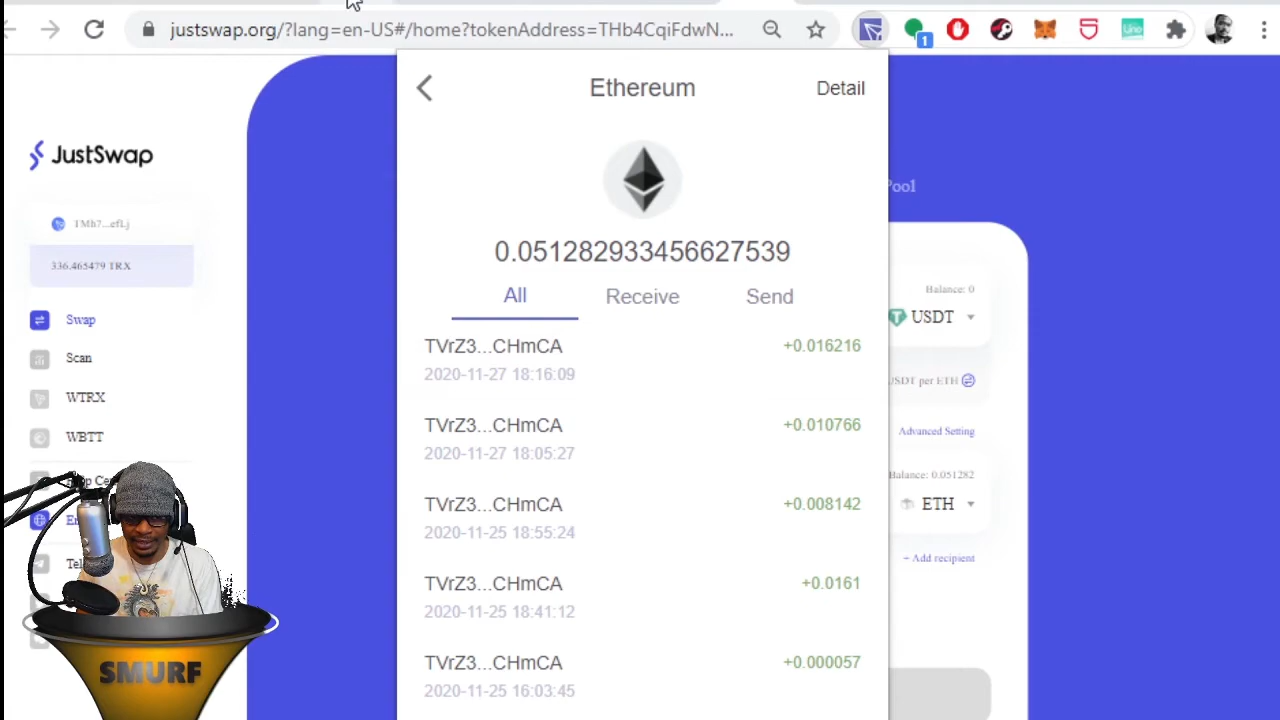 justswap.org/?lang=en-US#/home?tokenAddress=THb4CqiFdwN...
1
Uno
JustSwap
TMh7...efLj
336.465479 TRX
Swap
Scan
WTRX
WBTT
Ethereum
Detail
0.051282933456627539
All
Receive
Send
TVrZ3...CHmCA
+0.016216
2020-11-27 18:16:09
TVrZ3...CHmCA
+0.010766
2020-11-27 18:05:27
TVrZ3...CHmCA
+0.008142
2020-11-25 18:55:24
TVrZ3...CHmCA
+0.0161
2020-11-25 18:41:12
TVrZ3...CHmCA
+0.000057
2020-11-25 16:03:45
Pool
Balance: 0
USDT
USDT per ETH
Advanced Setting
Balance: 0.051282
ETH
+ Add recipient
SMURF